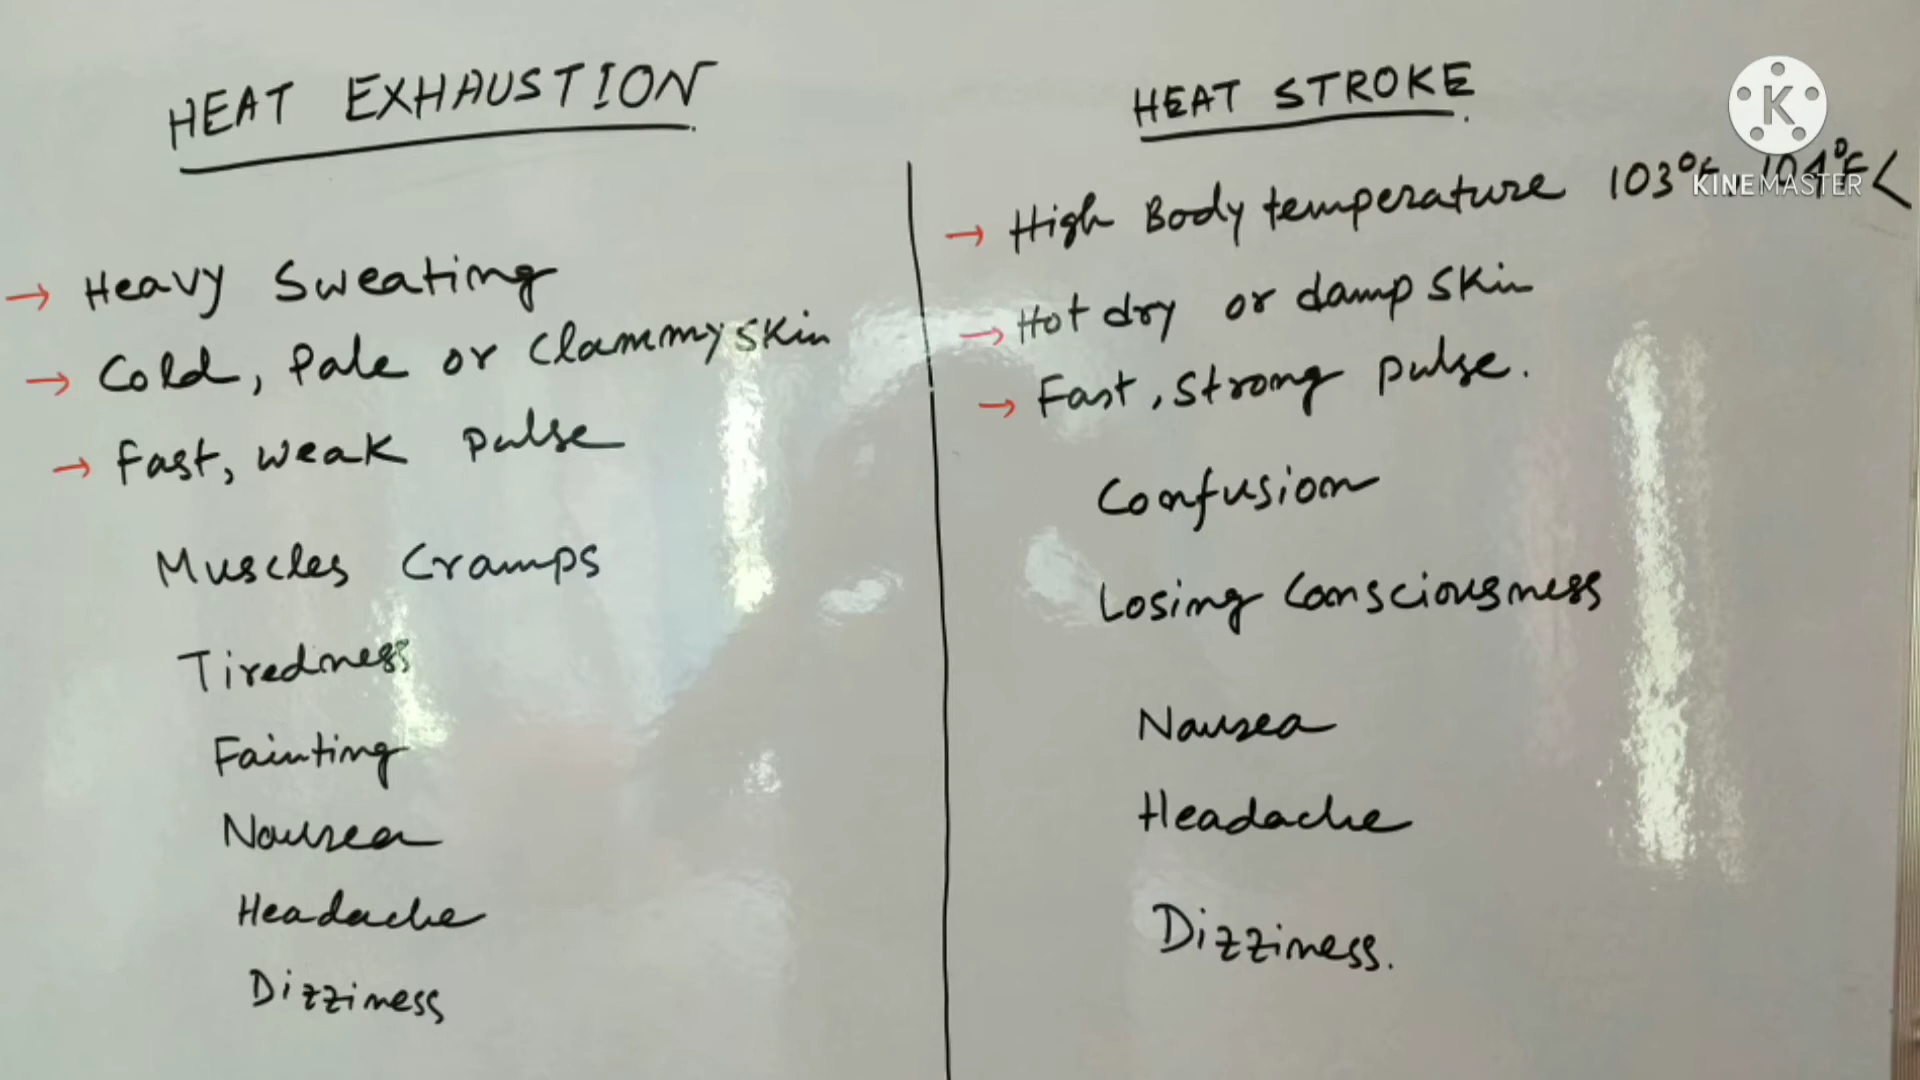 HEAT EXHAUSTION
→ Heavy Sweating
→ Cold, Pale or Clammy Skin
→ Fast, weak pulse
Muscles Cramps
Tiredness
Fainting
Nausea
Headache
Dizziness
HEAT STROKE
→ High Body temperature 103°F 104°F <
→ Hot dry or damp skin
→ Fast, Strong pulse.
Confusion
Losing Consciousness
Nausea
Headache
Dizziness.
K
KINEMASTER